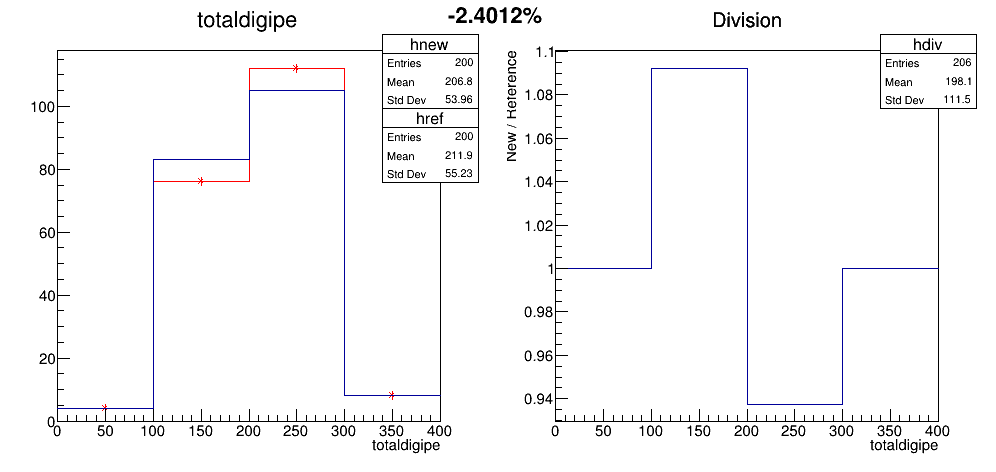 -2.4012%
totaldigipe
hnew
Entries 200
Mean 206.8
Std Dev 53.96
href
Entries 200
Mean 211.9
Std Dev 55.23
100
80
60
40
20
0
0 50 100 150 200 250 300 350 400
totaldigipe
Division
hdiv
Entries 206
Mean 198.1
Std Dev 111.5
New / Reference
1.1
1.08
1.06
1.04
1.02
1
0.98
0.96
0.94
0 50 100 150 200 250 300 350 400
totaldigipe